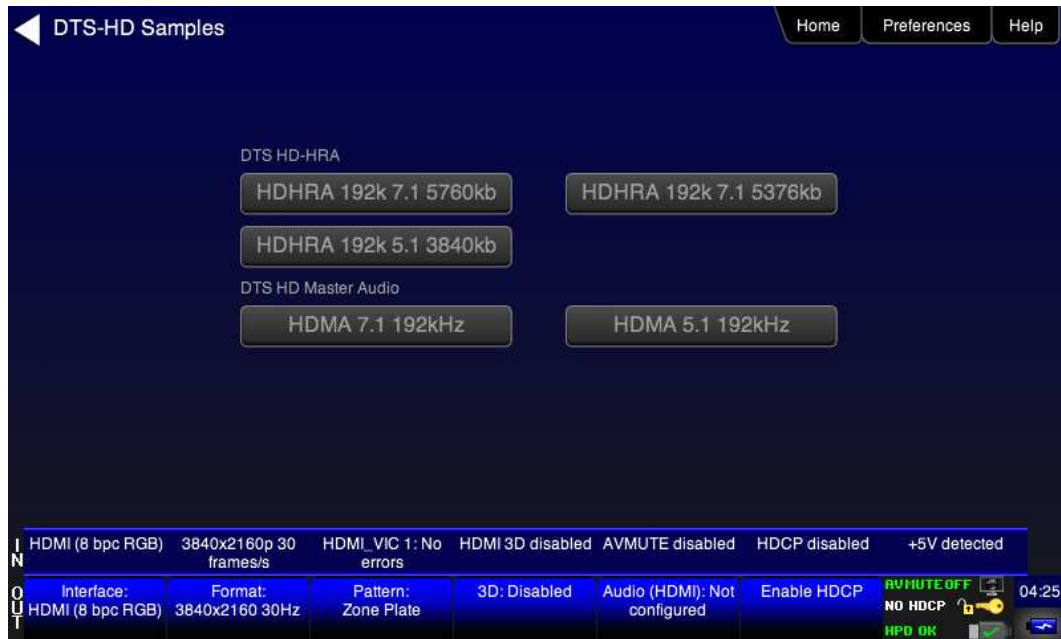 DTS-HD Samples
Home
Preferences
Help
DTS HD-HRA
HDHRA 192k 7.1 5760kb
HDHRA 192k 7.1 5376kb
HDHRA 192k 5.1 3840kb
DTS HD Master Audio
HDMA 7.1 192kHz
HDMA 5.1 192kHz
IN
HDMI (8 bpc RGB)
3840x2160p 30
frames/s
HDMI_VIC 1: No
errors
HDMI 3D disabled
AVMUTE disabled
HDCP disabled
+5V detected
OUT
Interface:
HDMI (8 bpc RGB)
Format:
3840x2160 30Hz
Pattern:
Zone Plate
3D: Disabled
Audio (HDMI): Not
configured
Enable HDCP
AVMUTEOFF
NO HDCP
HPD OK
04:25